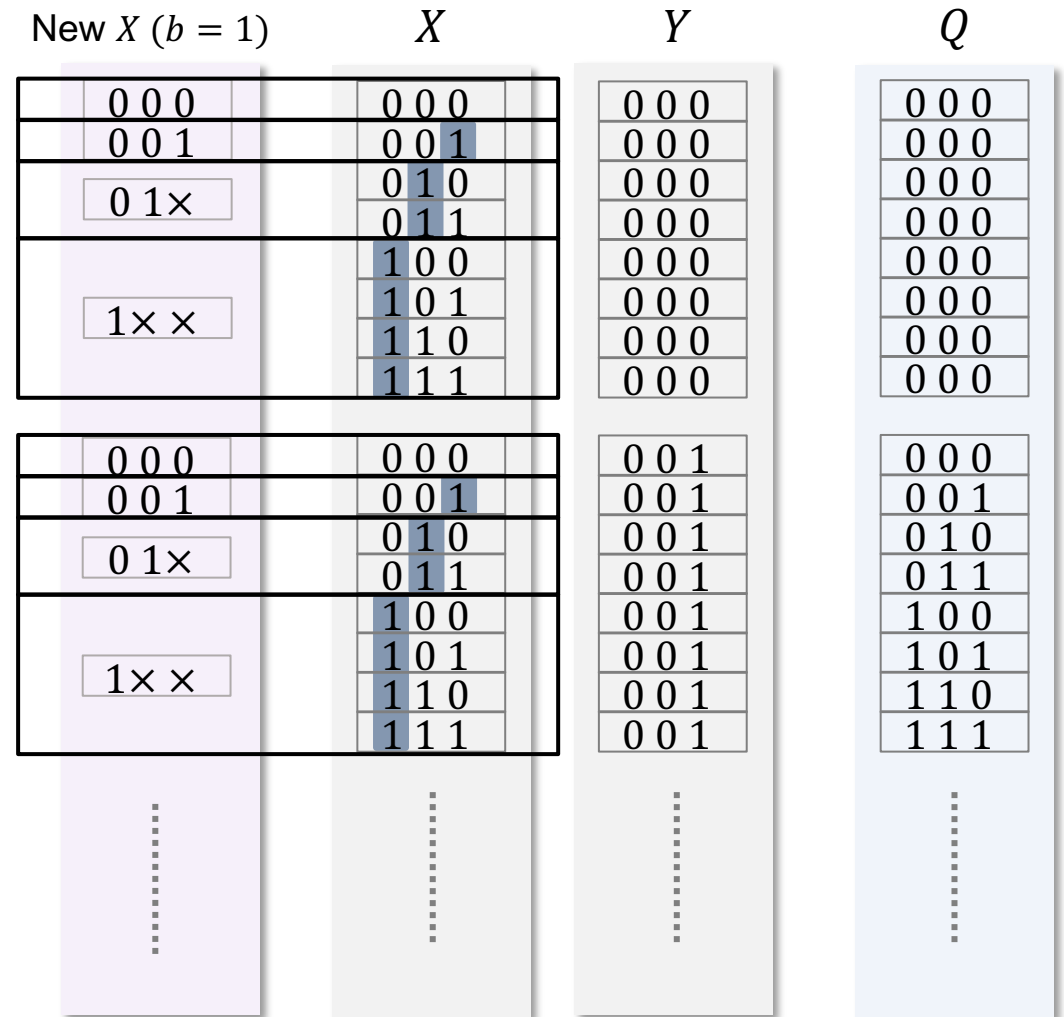 New X (b = 1) X Y Q
0 0 0 0 0 0 0 0 0 0 0 0
0 0 1 0 0 1 0 0 0 0 0 0
0 1× 0 1 0 0 0 0 0 0 0
0 1 1 0 0 0 0 0 0
1× × 1 0 0 0 0 0 0 0 0
1 0 1 0 0 0 0 0 0
1 1 0 0 0 0 0 0 0
1 1 1 0 0 0 0 0 0
0 0 0 0 0 0 0 0 1 0 0 0
0 0 1 0 0 1 0 0 1 0 0 1
0 1× 0 1 0 0 0 1 0 1 0
0 1 1 0 0 1 0 1 1
1× × 1 0 0 0 0 1 1 0 0
1 0 1 0 0 1 1 0 1
1 1 0 0 0 1 1 1 0
1 1 1 0 0 1 1 1 1